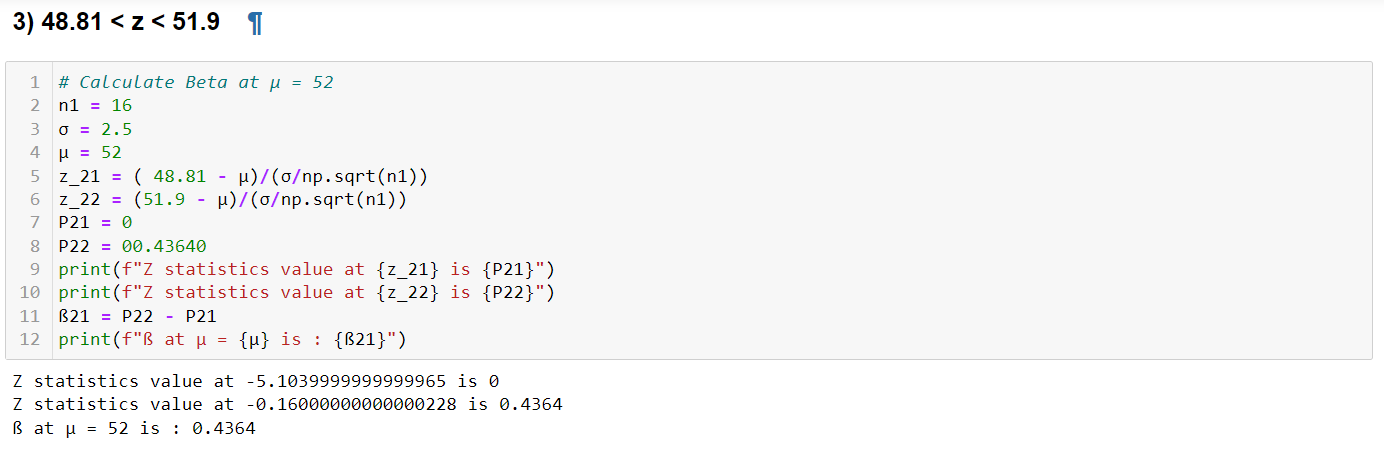 3) 48.81 < z < 51.9 ¶
1 # Calculate Beta at µ = 52
2 n1 = 16
3 σ = 2.5
4 µ = 52
5 z_21 = ( 48.81 - µ)/(σ/np.sqrt(n1))
6 z_22 = (51.9 - µ)/(σ/np.sqrt(n1))
7 P21 = 0
8 P22 = 00.43640
9 print(f"Z statistics value at {z_21} is {P21}")
10 print(f"Z statistics value at {z_22} is {P22}")
11 ß21 = P22 - P21
12 print(f"ß at µ = {µ} is : {ß21}")
Z statistics value at -5.1039999999999965 is 0
Z statistics value at -0.16000000000000228 is 0.4364
ß at µ = 52 is : 0.4364